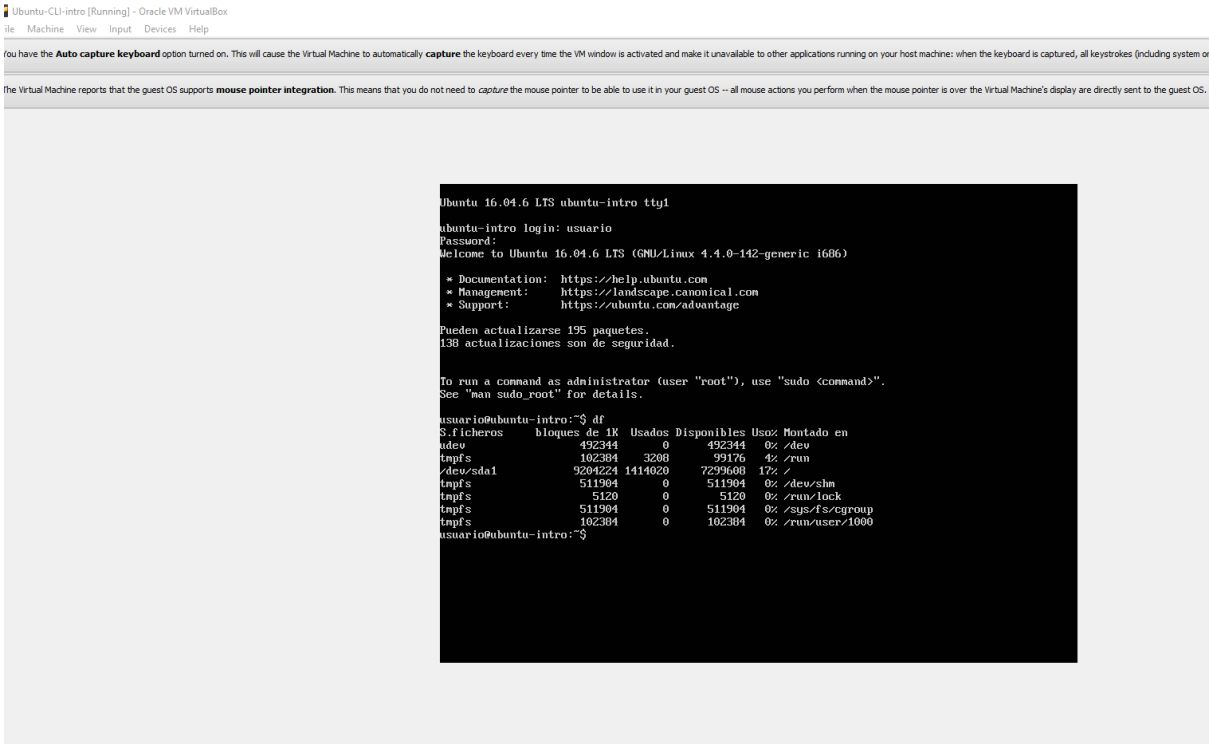 Ubuntu-CLI-intro [Running] - Oracle VM VirtualBox
ile Machine View Input Devices Help
You have the Auto capture keyboard option turned on. This will cause the Virtual Machine to automatically capture the keyboard every time the VM window is activated and make it unavailable to other applications running on your host machine: when the keyboard is captured, all keystrokes (including system or
The Virtual Machine reports that the guest OS supports mouse pointer integration. This means that you do not need to capture the mouse pointer to be able to use it in your guest OS -- all mouse actions you perform when the mouse pointer is over the Virtual Machine's display are directly sent to the guest OS.
Ubuntu 16.04.6 LTS ubuntu-intro tty1
ubuntu-intro login: usuario
Password:
Welcome to Ubuntu 16.04.6 LTS (GNU/Linux 4.4.0-142-generic i686)
* Documentation: https://help.ubuntu.com
* Management: https://landscape.canonical.com
* Support: https://ubuntu.com/advantage
Pueden actualizarse 195 paquetes.
138 actualizaciones son de seguridad.
To run a command as administrator (user "root"), use "sudo <command>".
See "man sudo_root" for details.
usuario@ubuntu-intro:~$ df
S.ficheros bloques de 1K Usados Disponibles Uso% Montado en
udev 492344 0 492344 0% /dev
tmpfs 102384 3208 99176 4% /run
/dev/sda1 9204224 1414020 7299608 17% /
tmpfs 511904 0 511904 0% /dev/shm
tmpfs 5120 0 5120 0% /run/lock
tmpfs 511904 0 511904 0% /sys/fs/cgroup
tmpfs 102384 0 102384 0% /run/user/1000
usuario@ubuntu-intro:~$